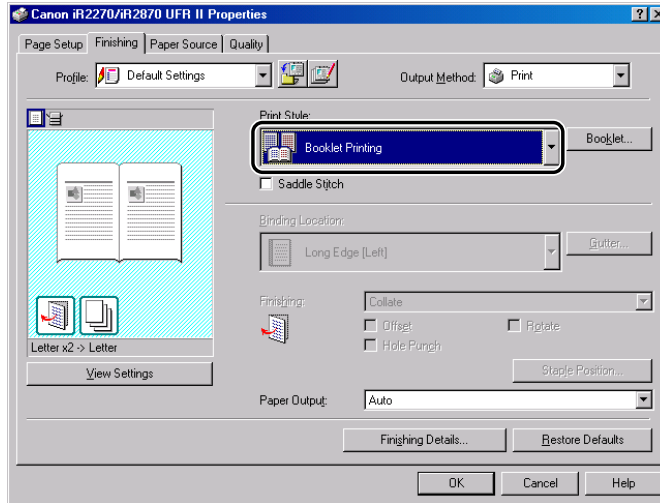 Canon iR2270/iR2870 UFR II Properties
Page Setup Finishing Paper Source Quality
Profile: Default Settings Output Method: Print
Print Style:
Booklet Printing Booklet...
Saddle Stitch
Binding Location:
Long Edge [Left] Gutter...
Finishing: Collate
Offset Rotate
Hole Punch
Letter x2 -> Letter
View Settings Staple Position...
Paper Output: Auto
Finishing Details... Restore Defaults
OK Cancel Help